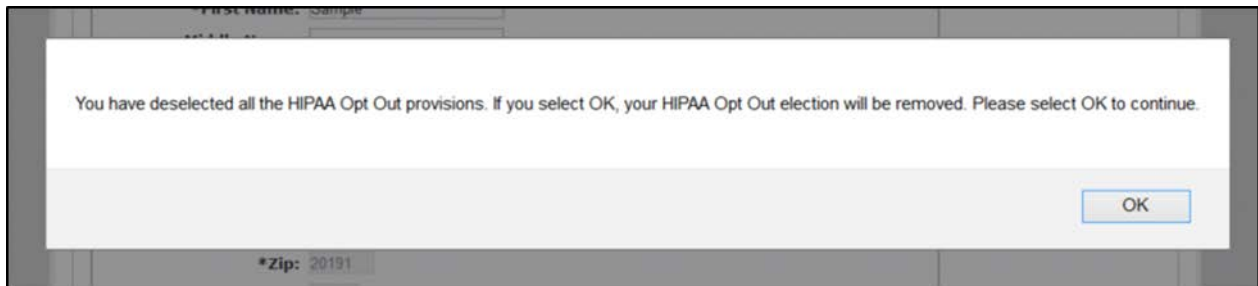 *First Name: Sample
You have deselected all the HIPAA Opt Out provisions. If you select OK, your HIPAA Opt Out election will be removed. Please select OK to continue.
OK
*Zip: 20191